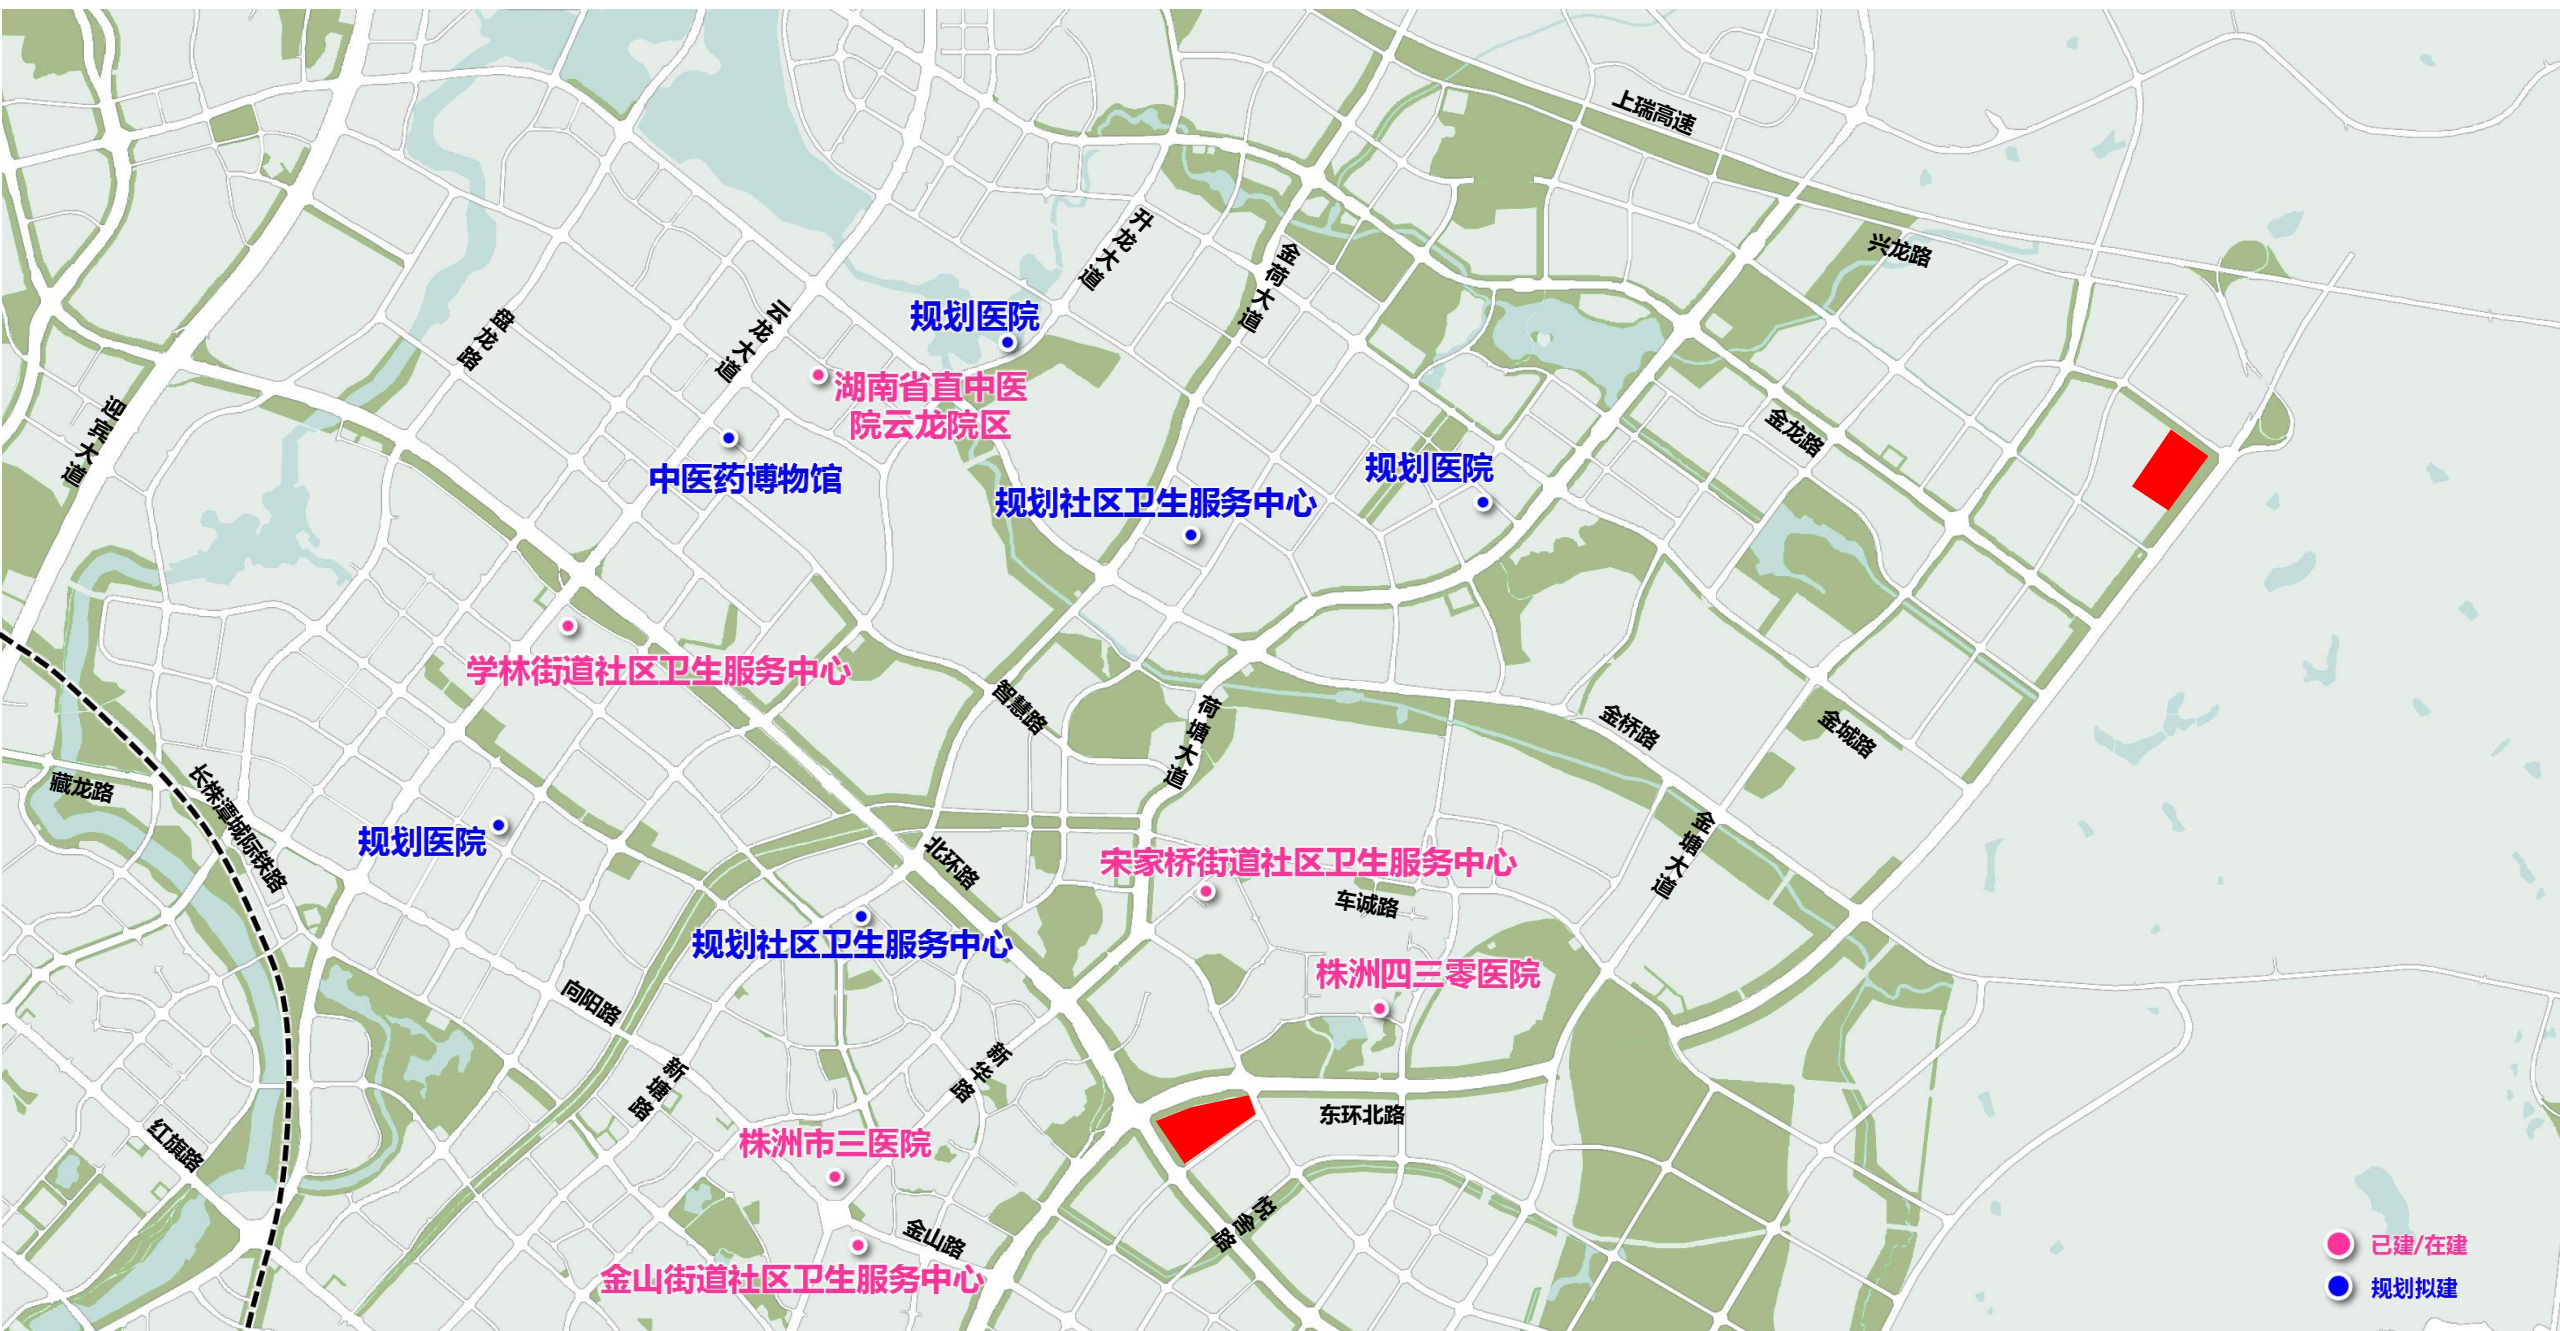 上瑞高速
兴龙路
升龙大道
金荷大道
云龙大道
盘龙路
规划医院
湖南省直中医
院云龙院区
迎宾大道
金龙路
中医药博物馆
规划医院
规划社区卫生服务中心
学林街道社区卫生服务中心
智慧路
荷塘大道
金桥路
金城路
藏龙路
长株潭城际铁路
规划医院
北环路
宋家桥街道社区卫生服务中心
金塘大道
车诚路
规划社区卫生服务中心
株洲四三零医院
向阳路
新塘路
新华路
东环北路
红旗路
株洲市三医院
悦舍路
金山路
金山街道社区卫生服务中心
已建/在建
规划拟建